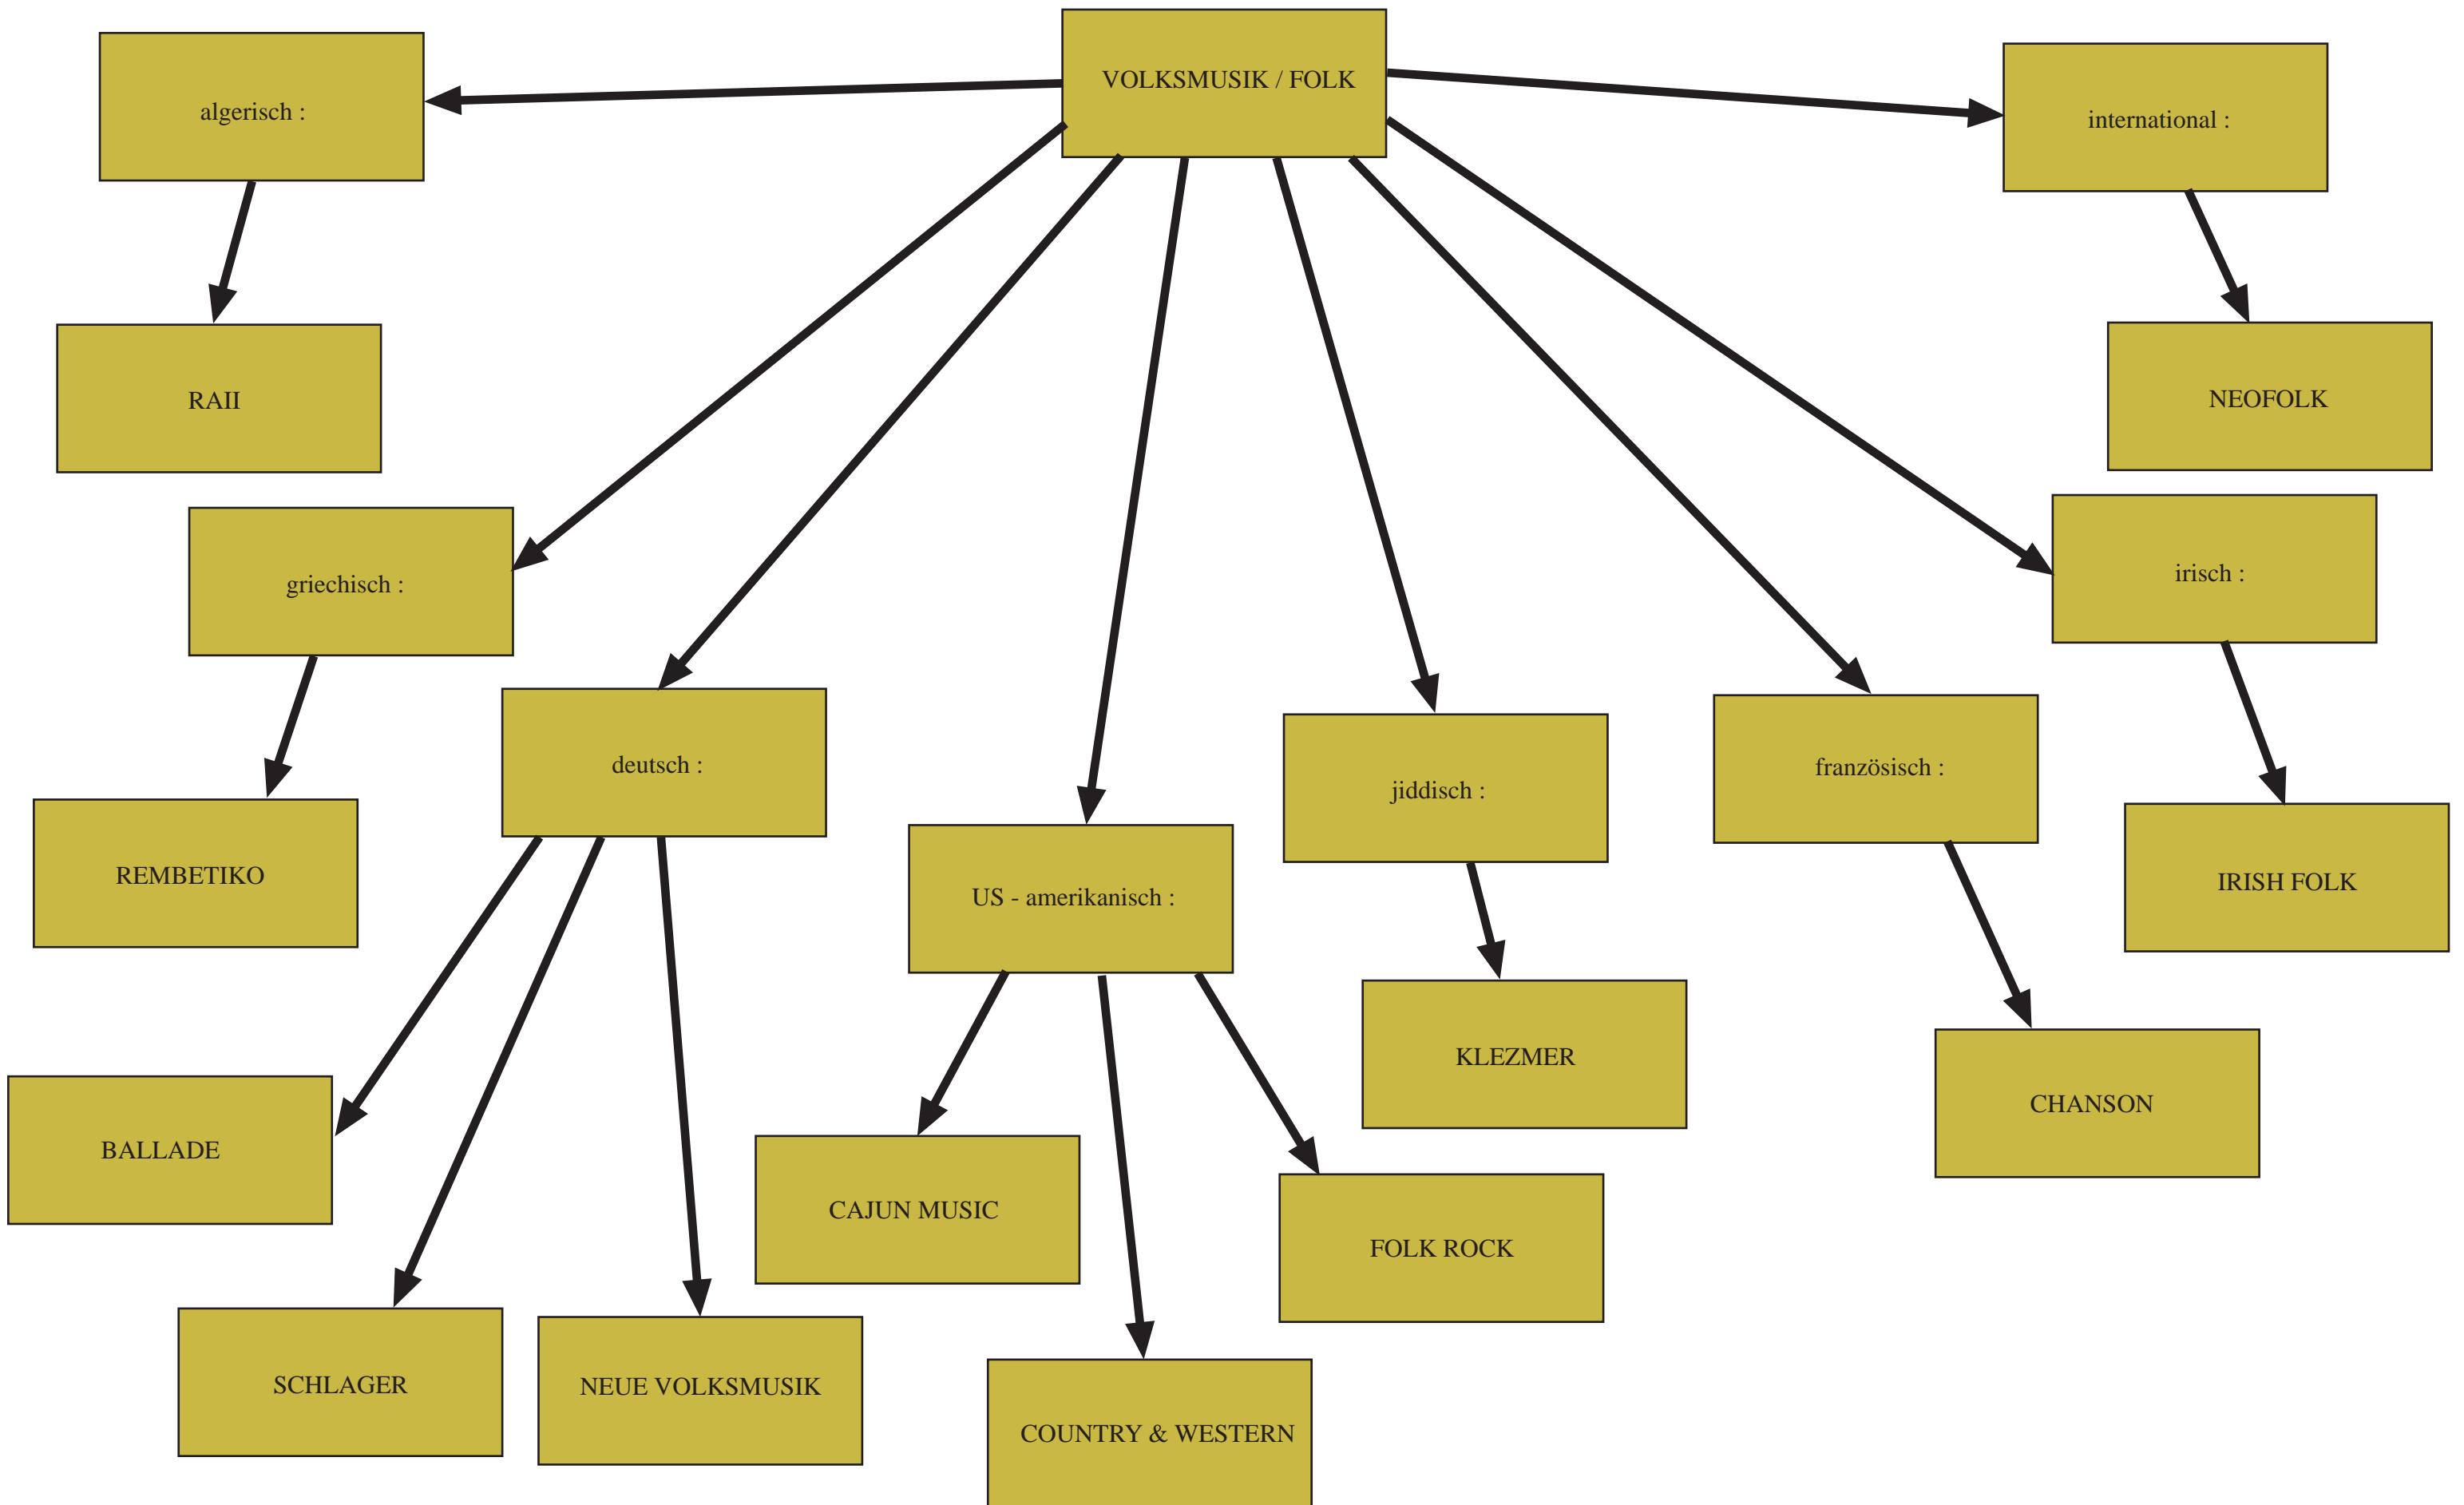 VOLKSMUSIK / FOLK
algerisch :
international :
RAII
NEOFOLK
griechisch :
irisch :
deutsch :
französisch :
jiddisch :
REMBETIKO
IRISH FOLK
US - amerikanisch :
KLEZMER
CHANSON
BALLADE
CAJUN MUSIC
FOLK ROCK
SCHLAGER
NEUE VOLKSMUSIK
COUNTRY & WESTERN